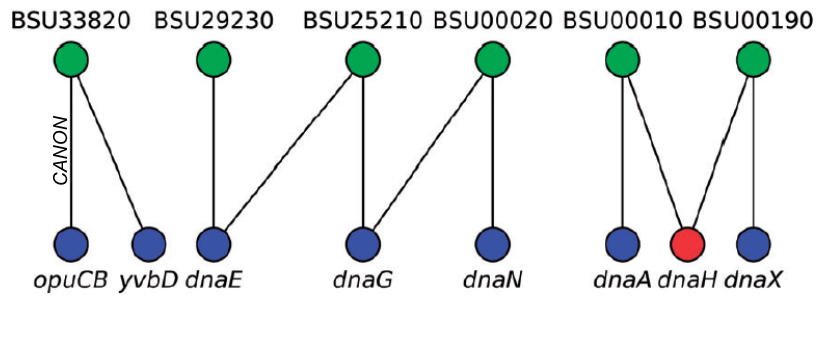 BSU33820 BSU29230 BSU25210 BSU00020 BSU00010 BSU00190
CANON
opuCB yvbD dnaE dnaG dnaN dnaA dnaH dnaX